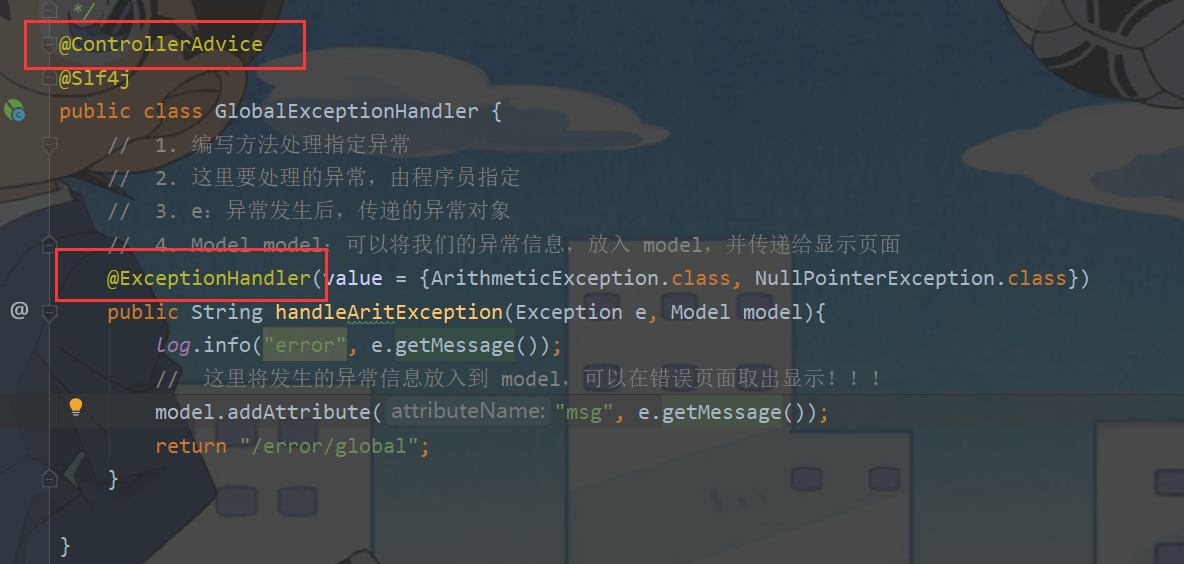 */
@ControllerAdvice
@Slf4j
public class GlobalExceptionHandler {
// 1. 编写方法处理指定异常
// 2. 这里要处理的异常，由程序员指定
// 3. e：异常发生后，传递的异常对象
// 4. Model model：可以将我们的异常信息，放入 model，并传递给显示页面
@ExceptionHandler(value = {ArithmeticException.class, NullPointerException.class})
public String handleAritException(Exception e, Model model){
log.info("error", e.getMessage());
// 这里将发生的异常信息放入到 model，可以在错误页面取出显示！！！
model.addAttribute( attributeName: "msg", e.getMessage());
return "/error/global";
}
}